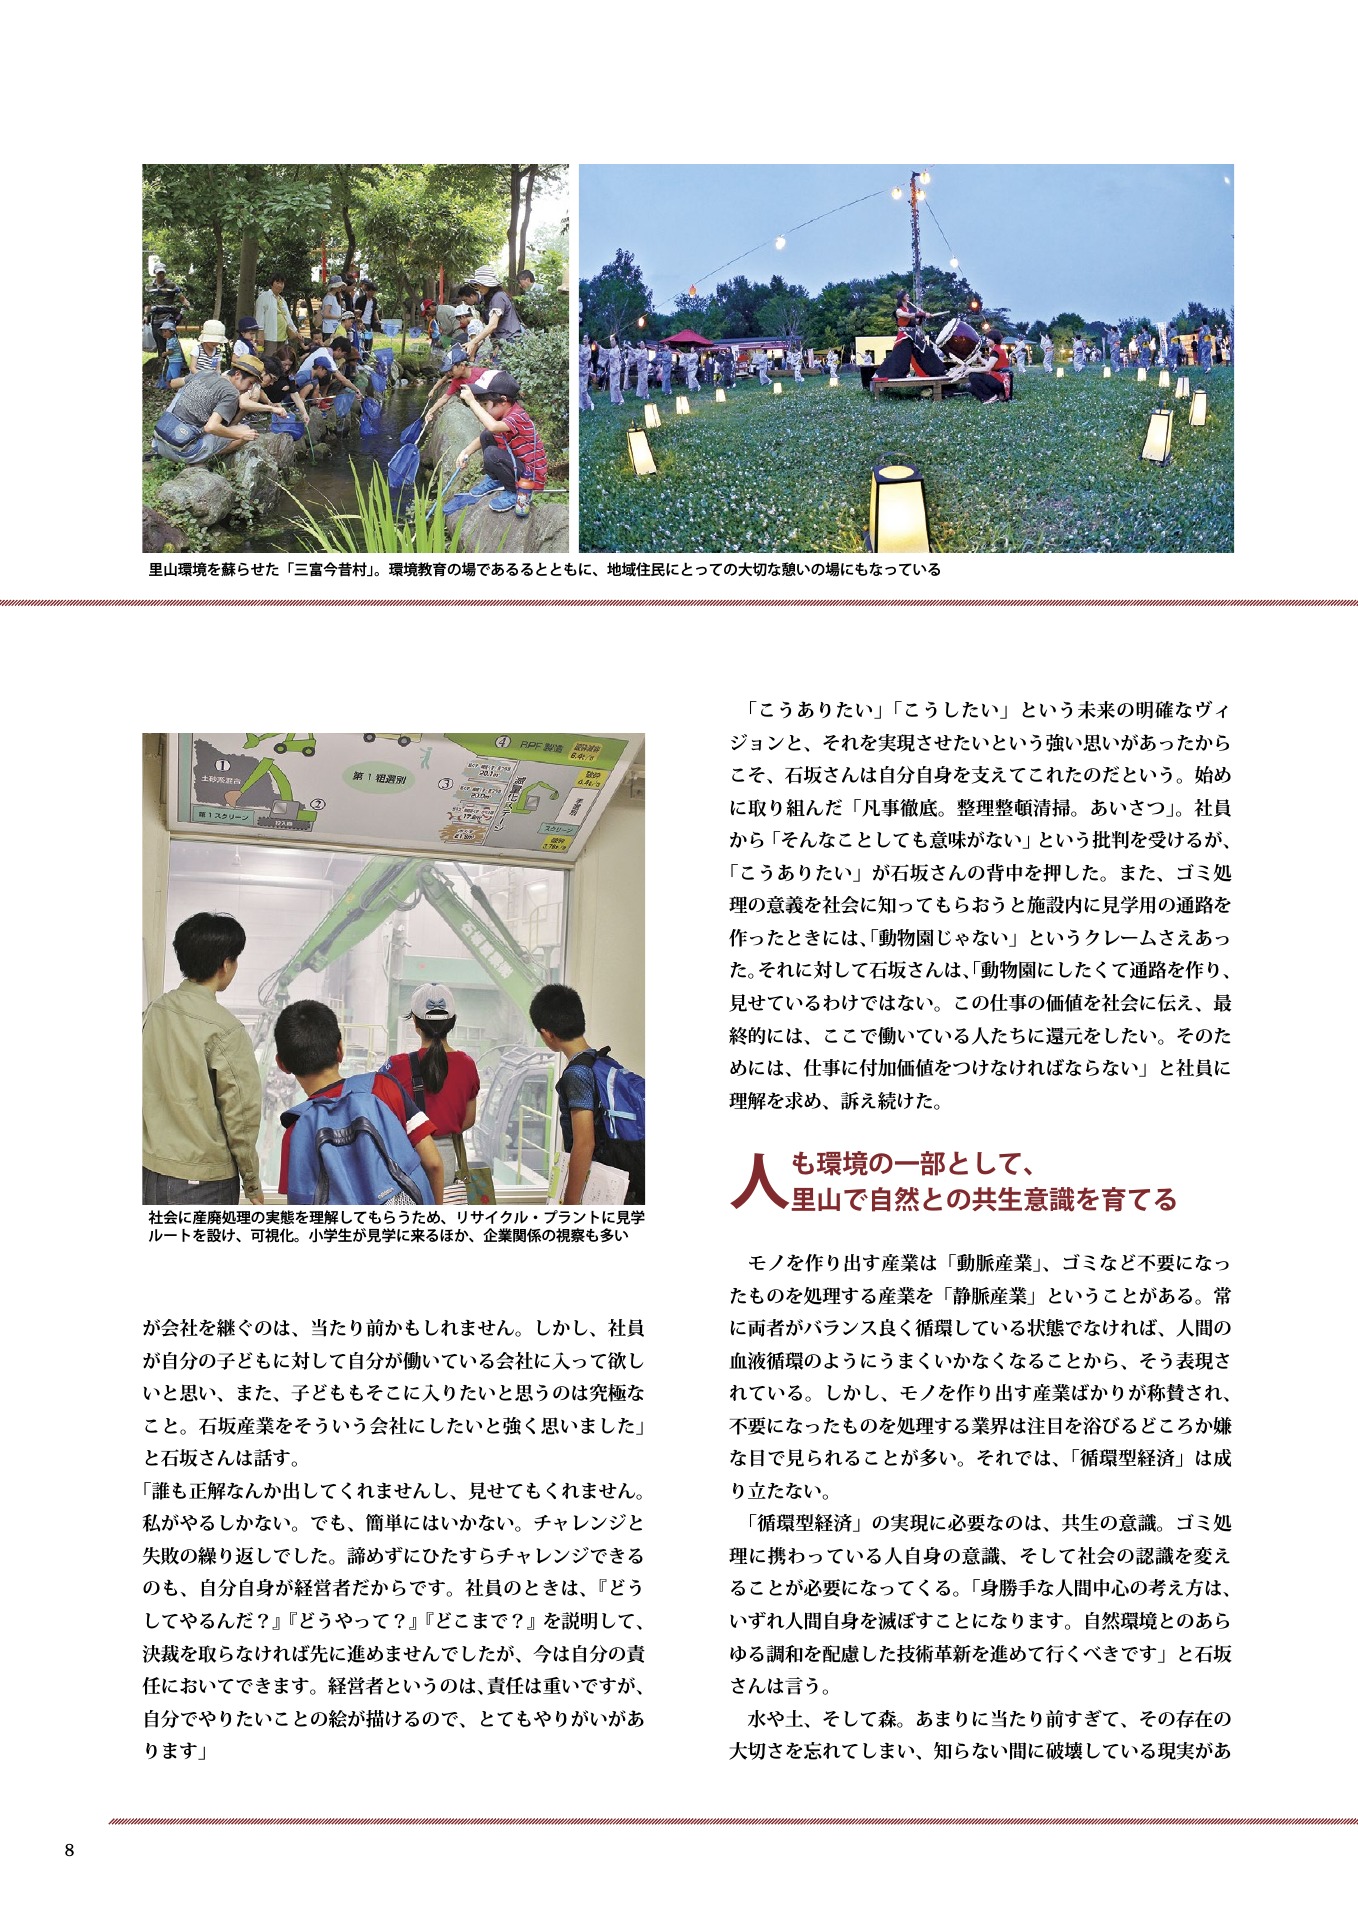 里山環境を蘇らせた「三富今昔村」。環境教育の場であるるとともに、地域住民にとっての大切な憩いの場にもなっている
①
土砂系混合
第1スクリーン
②
投入機
第1粗選別
③
④
RPF製造
減量化ステーション
スクリーン
社会に産廃処理の実態を理解してもらうため、リサイクル・プラントに見学
ルートを設け、可視化。小学生が見学に来るほか、企業関係の視察も多い
が会社を継ぐのは、当たり前かもしれません。しかし、社員
が自分の子どもに対して自分が働いている会社に入って欲し
いと思い、また、子どももそこに入りたいと思うのは究極な
こと。石坂産業をそういう会社にしたいと強く思いました」
と石坂さんは話す。
「誰も正解なんか出してくれませんし、見せてもくれません。
私がやるしかない。でも、簡単にはいかない。チャレンジと
失敗の繰り返しでした。諦めずにひたすらチャレンジできる
のも、自分自身が経営者だからです。社員のときは、『どう
してやるんだ？』『どうやって？』『どこまで？』を説明して、
決裁を取らなければ先に進めませんでしたが、今は自分の責
任においてできます。経営者というのは、責任は重いですが、
自分でやりたいことの絵が描けるので、とてもやりがいがあ
ります」
「こうありたい」「こうしたい」という未来の明確なヴィ
ジョンと、それを実現させたいという強い思いがあったから
こそ、石坂さんは自分自身を支えてこれたのだという。始め
に取り組んだ「凡事徹底。整理整頓清掃。あいさつ」。社員
から「そんなことしても意味がない」という批判を受けるが、
「こうありたい」が石坂さんの背中を押した。また、ゴミ処
理の意義を社会に知ってもらおうと施設内に見学用の通路を
作ったときには、「動物園じゃない」というクレームさえあっ
た。それに対して石坂さんは、「動物園にしたくて通路を作り、
見せているわけではない。この仕事の価値を社会に伝え、最
終的には、ここで働いている人たちに還元をしたい。そのた
めには、仕事に付加価値をつけなければならない」と社員に
理解を求め、訴え続けた。
人も環境の一部として、
里山で自然との共生意識を育てる
モノを作り出す産業は「動脈産業」、ゴミなど不要になっ
たものを処理する産業を「静脈産業」ということがある。常
に両者がバランス良く循環している状態でなければ、人間の
血液循環のようにうまくいかなくなることから、そう表現さ
れている。しかし、モノを作り出す産業ばかりが称賛され、
不要になったものを処理する業界は注目を浴びるどころか嫌
な目で見られることが多い。それでは、「循環型経済」は成
り立たない。
「循環型経済」の実現に必要なのは、共生の意識。ゴミ処
理に携わっている人自身の意識、そして社会の認識を変え
ることが必要になってくる。「身勝手な人間中心の考え方は、
いずれ人間自身を滅ぼすことになります。自然環境とのあら
ゆる調和を配慮した技術革新を進めて行くべきです」と石坂
さんは言う。
水や土、そして森。あまりに当たり前すぎて、その存在の
大切さを忘れてしまい、知らない間に破壊している現実があ
8